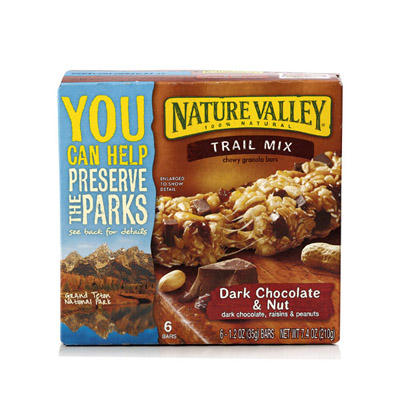 YOU
CAN HELP
PRESERVE
THE PARKS
see back for details
Grand Teton
National Park
NATURE VALLEY®
100% NATURAL
TRAIL MIX
chewy granola bars
ENLARGED
TO SHOW
DETAIL
Dark Chocolate
& Nut
dark chocolate, raisins & peanuts
6
BARS
6 - 1.2 OZ (35g) BARS NET WT 7.4 OZ (210g)